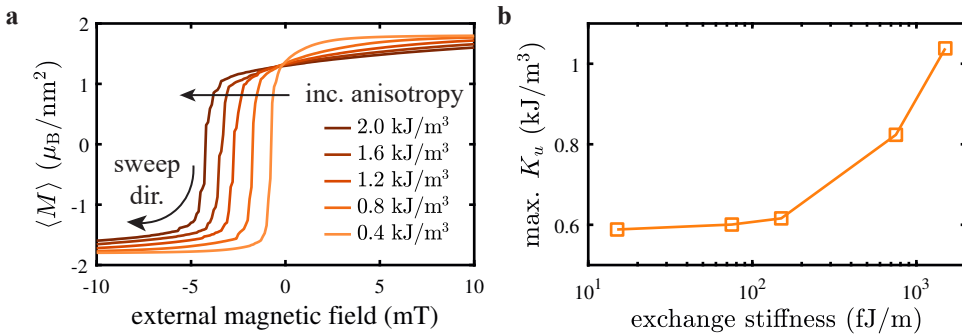 a
⟨M⟩ (μB/nm²)
2
1
0
-1
-2
inc. anisotropy
2.0 kJ/m³
1.6 kJ/m³
1.2 kJ/m³
0.8 kJ/m³
0.4 kJ/m³
sweep
dir.
-10
-5
0
5
10
external magnetic field (mT)
b
max. Ku (kJ/m³)
1
0.8
0.6
10¹
10²
10³
exchange stiffness (fJ/m)